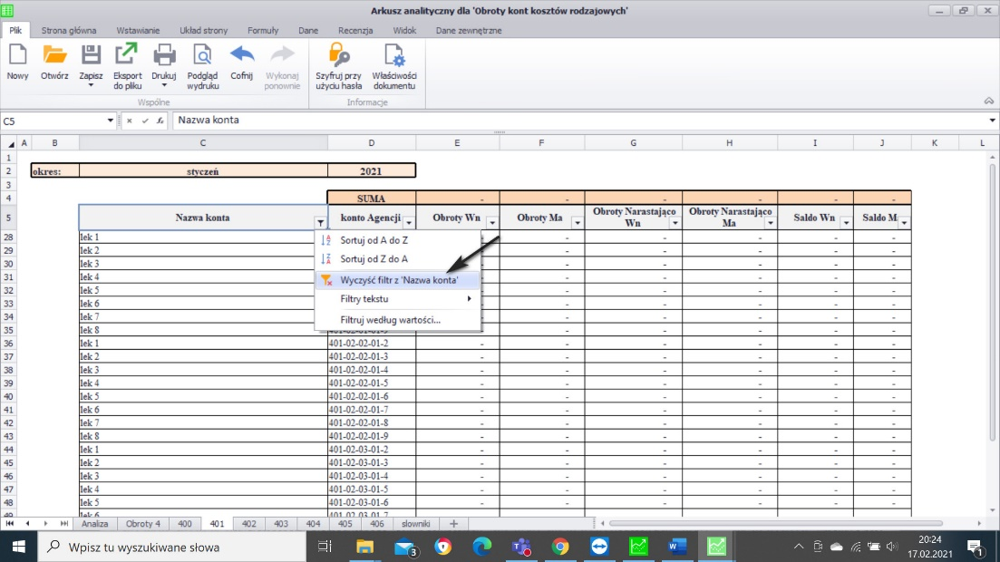 Arkusz analityczny dla 'Obroty kont kosztów rodzajowych'
Plik Strona główna Wstawianie Układ strony Formuły Dane Recenzja Widok Dane zewnętrzne
Nowy Otwórz Zapisz Eksport do pliku Drukuj Podgląd wydruku Cofnij Wykonaj ponownie Szyfruj przy użyciu hasła Właściwości dokumentu
Wspólne Informacje
C5 Nazwa konta
A B C D E F G H I J K L
1
2 okres: styczeń 2021
3
4 SUMA - - - - - -
5 Nazwa konta konto Agencji Obroty Wn Obroty Ma Obroty Narastająco Wn Obroty Narastająco Ma Saldo Wn Saldo Ma
28 lek 1 - - - - - -
29 lek 2 - - - - - -
30 lek 3 - - - - -
31 lek 4 - - - - -
32 lek 5 - - - - -
33 lek 6 - - - - -
34 lek 7 - - - - -
35 lek 8 - - - - -
Sortuj od A do Z
Sortuj od Z do A
Wyczyść filtr z 'Nazwa konta'
Filtry tekstu
Filtruj według wartości...
36 lek 1 401-02-02-01-2 - - - - - -
37 lek 2 401-02-02-01-3 - - - - - -
38 lek 3 401-02-02-01-4 - - - - - -
39 lek 4 401-02-02-01-5 - - - - - -
40 lek 5 401-02-02-01-6 - - - - - -
41 lek 6 401-02-02-01-7 - - - - - -
42 lek 7 401-02-02-01-8 - - - - - -
43 lek 8 401-02-02-01-9 - - - - - -
44 lek 1 401-02-03-01-2 - - - - - -
45 lek 2 401-02-03-01-3 - - - - - -
46 lek 3 401-02-03-01-4 - - - - - -
47 lek 4 401-02-03-01-5 - - - - - -
48 lek 5 401-02-03-01-6 - - - - - -
49 lek 6 401-02-03-01-7
Analiza Obroty 4 400 401 402 403 404 405 406 slowniki
Wpisz tu wyszukiwane słowa
3
20:24
17.02.2021
1